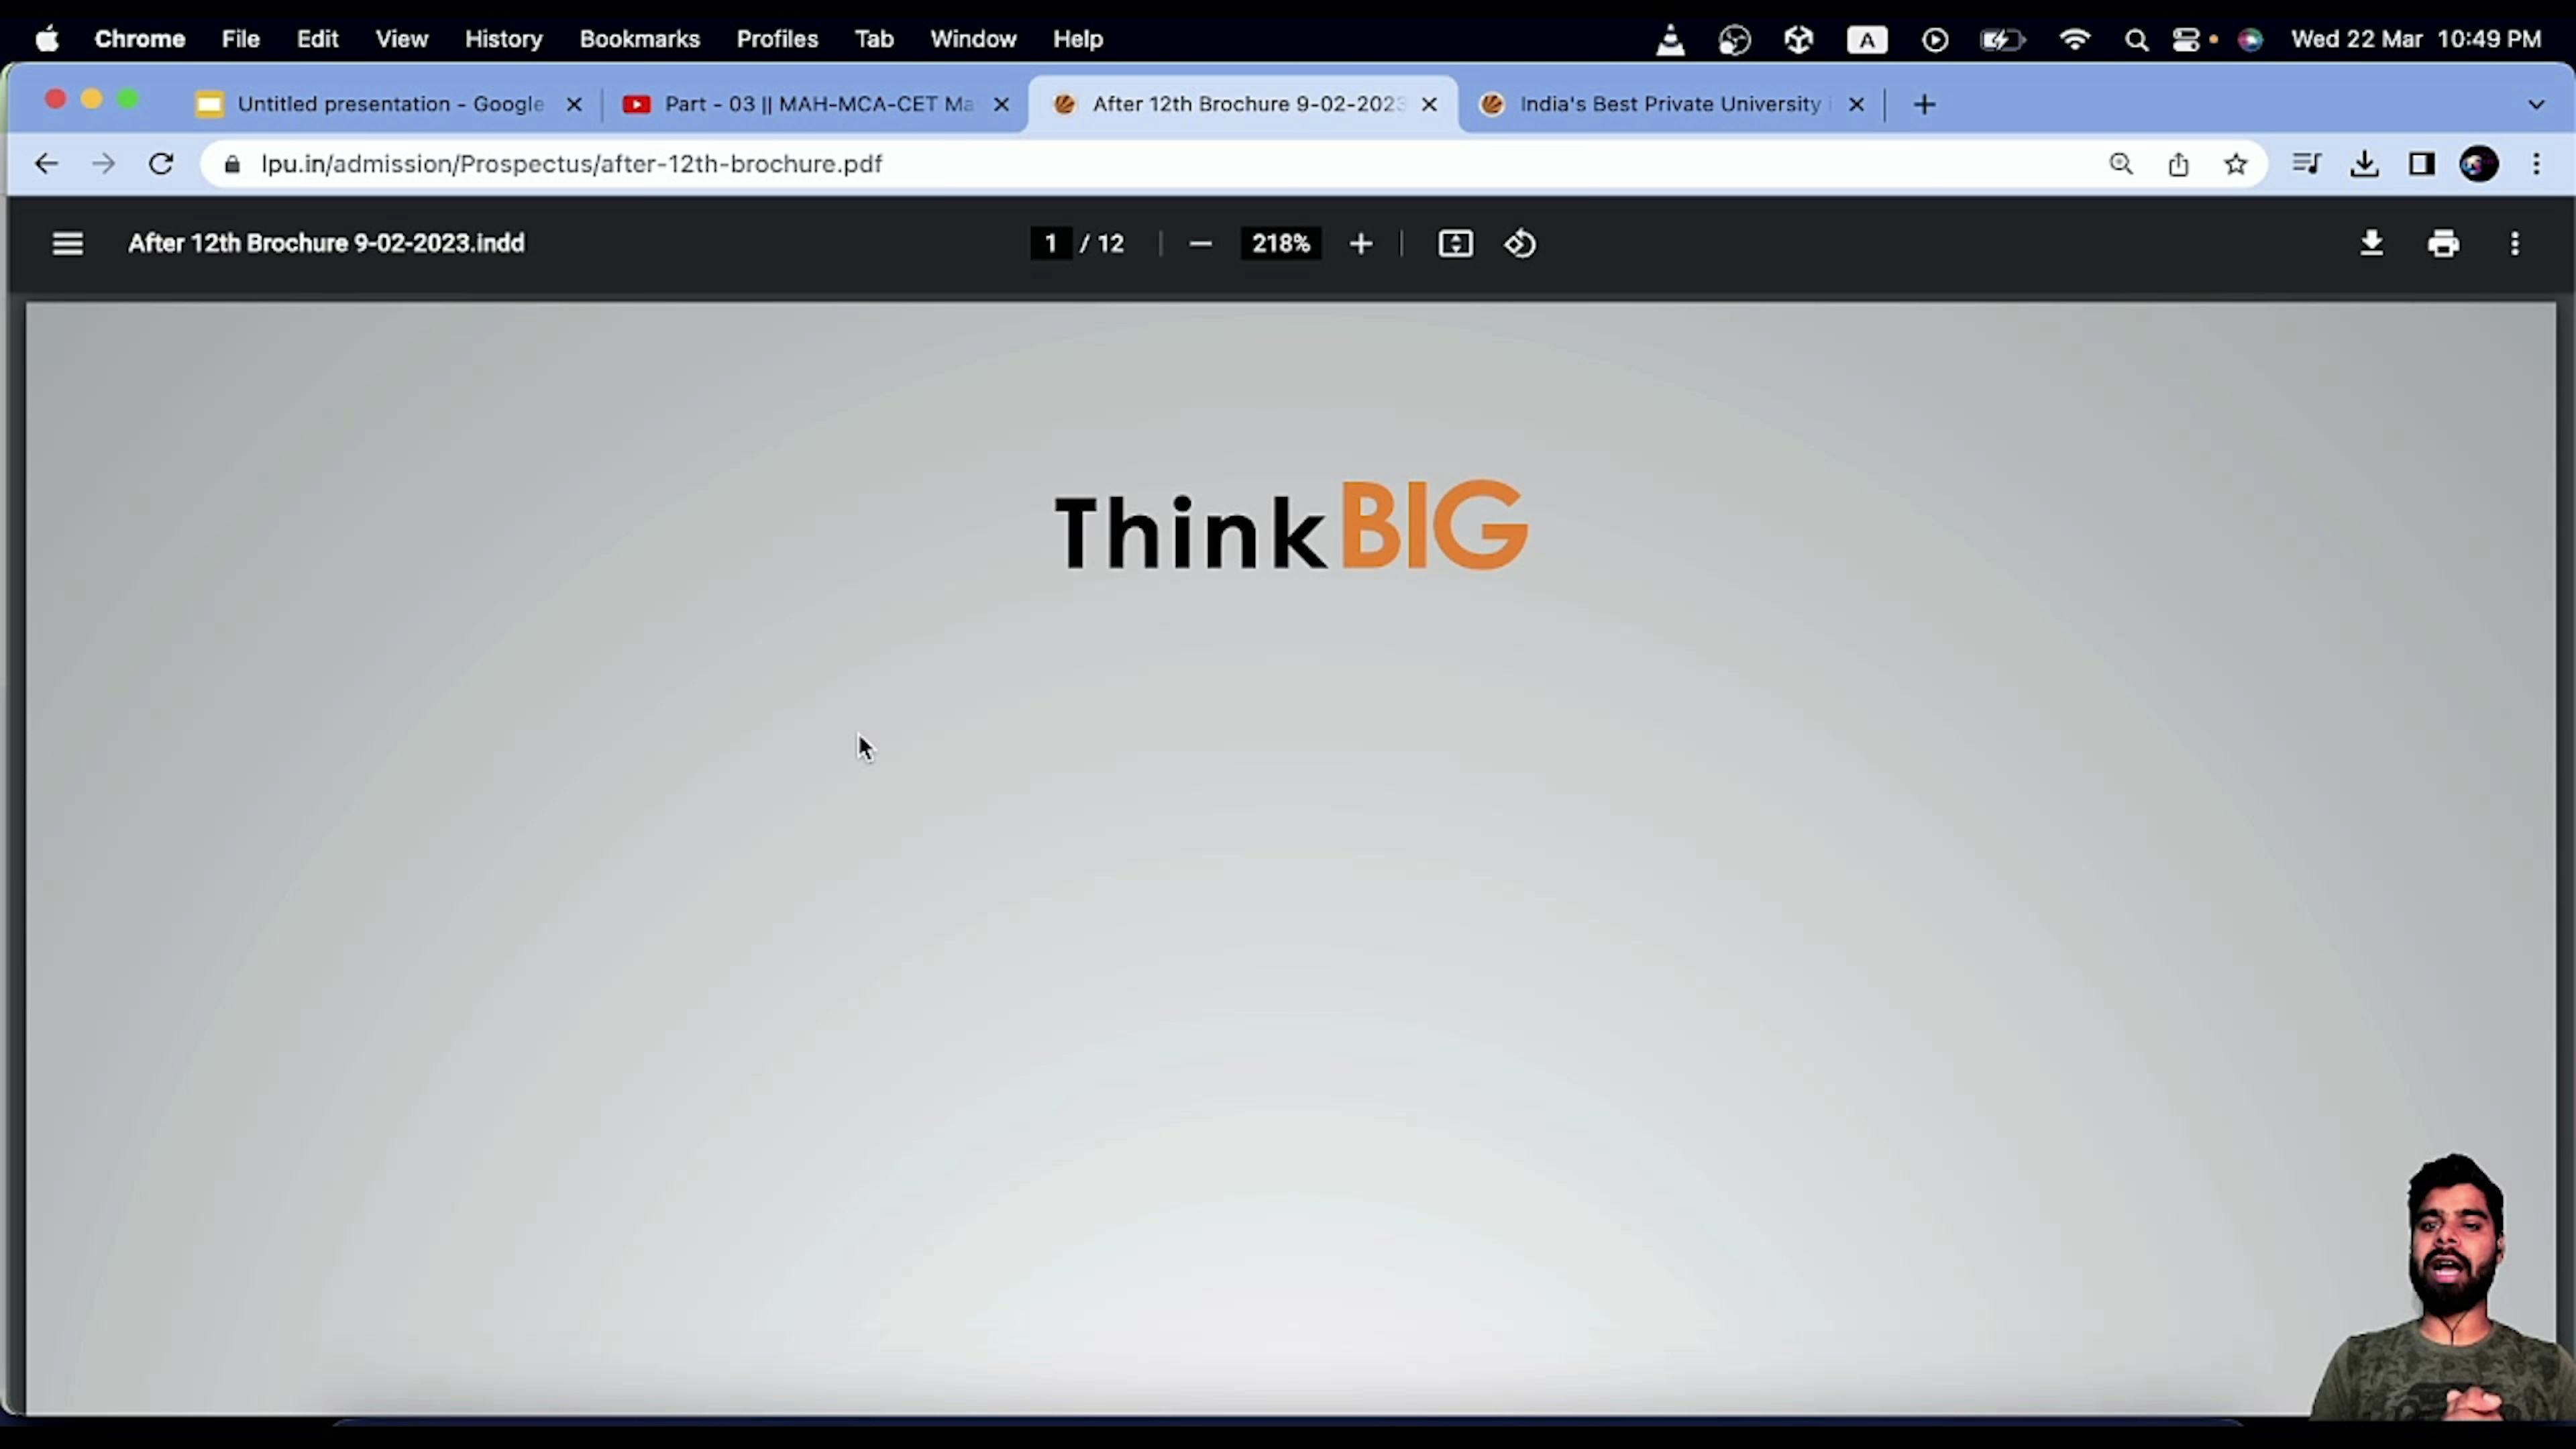 Chrome File Edit View History Bookmarks Profiles Tab Window Help A Wed 22 Mar 10:49 PM
Untitled presentation - Google Part - 03 || MAH-MCA-CET Ma After 12th Brochure 9-02-2023 India's Best Private University
lpu.in/admission/Prospectus/after-12th-brochure.pdf
After 12th Brochure 9-02-2023.indd 1 / 12 218%
Think BIG